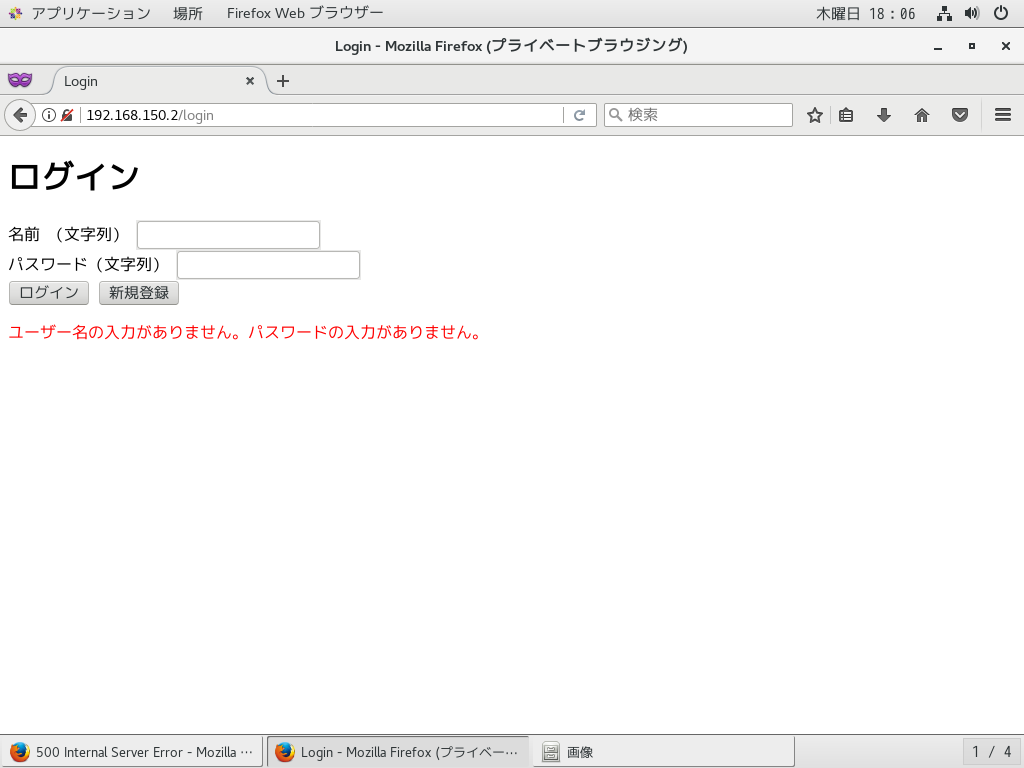 アプリケーション 場所 Firefox Web ブラウザー 木曜日 18：06
Login - Mozilla Firefox (プライベートブラウジング)
Login
192.168.150.2/login 検索
ログイン
名前 （文字列）
パスワード（文字列）
ログイン 新規登録
ユーザー名の入力がありません。パスワードの入力がありません。
500 Internal Server Error - Mozilla … Login - Mozilla Firefox (プライベー… 画像 1 / 4